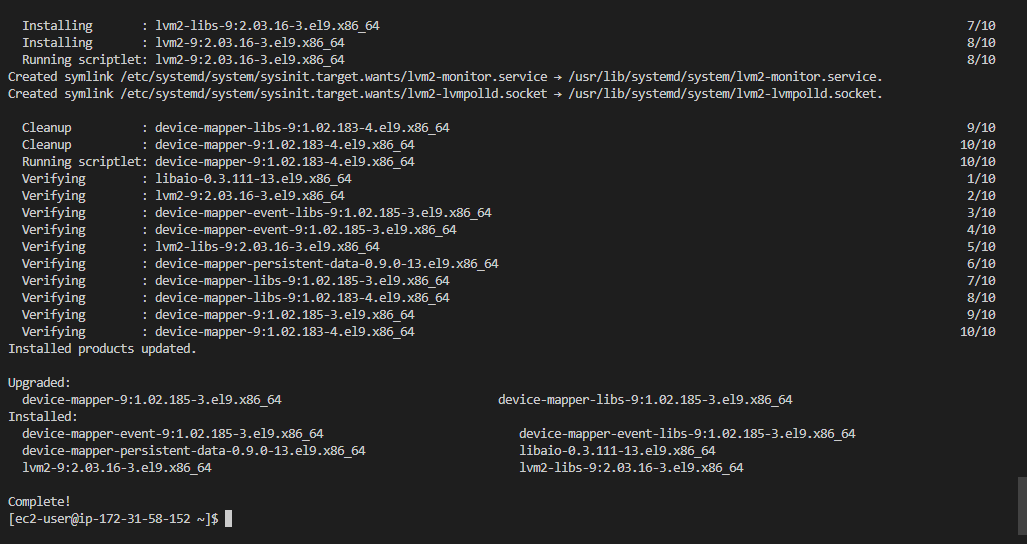 Installing : lvm2-libs-9:2.03.16-3.el9.x86_64 7/10
Installing : lvm2-9:2.03.16-3.el9.x86_64 8/10
Running scriptlet: lvm2-9:2.03.16-3.el9.x86_64 8/10
Created symlink /etc/systemd/system/sysinit.target.wants/lvm2-monitor.service → /usr/lib/systemd/system/lvm2-monitor.service.
Created symlink /etc/systemd/system/sysinit.target.wants/lvm2-lvmpolld.socket → /usr/lib/systemd/system/lvm2-lvmpolld.socket.
Cleanup : device-mapper-libs-9:1.02.183-4.el9.x86_64 9/10
Cleanup : device-mapper-9:1.02.183-4.el9.x86_64 10/10
Running scriptlet: device-mapper-9:1.02.183-4.el9.x86_64 10/10
Verifying : libaio-0.3.111-13.el9.x86_64 1/10
Verifying : lvm2-9:2.03.16-3.el9.x86_64 2/10
Verifying : device-mapper-event-libs-9:1.02.185-3.el9.x86_64 3/10
Verifying : device-mapper-event-9:1.02.185-3.el9.x86_64 4/10
Verifying : lvm2-libs-9:2.03.16-3.el9.x86_64 5/10
Verifying : device-mapper-persistent-data-0.9.0-13.el9.x86_64 6/10
Verifying : device-mapper-libs-9:1.02.185-3.el9.x86_64 7/10
Verifying : device-mapper-libs-9:1.02.183-4.el9.x86_64 8/10
Verifying : device-mapper-9:1.02.185-3.el9.x86_64 9/10
Verifying : device-mapper-9:1.02.183-4.el9.x86_64 10/10
Installed products updated.
Upgraded:
device-mapper-9:1.02.185-3.el9.x86_64 device-mapper-libs-9:1.02.185-3.el9.x86_64
Installed:
device-mapper-event-9:1.02.185-3.el9.x86_64 device-mapper-event-libs-9:1.02.185-3.el9.x86_64
device-mapper-persistent-data-0.9.0-13.el9.x86_64 libaio-0.3.111-13.el9.x86_64
lvm2-9:2.03.16-3.el9.x86_64 lvm2-libs-9:2.03.16-3.el9.x86_64
Complete!
[ec2-user@ip-172-31-58-152 ~]$